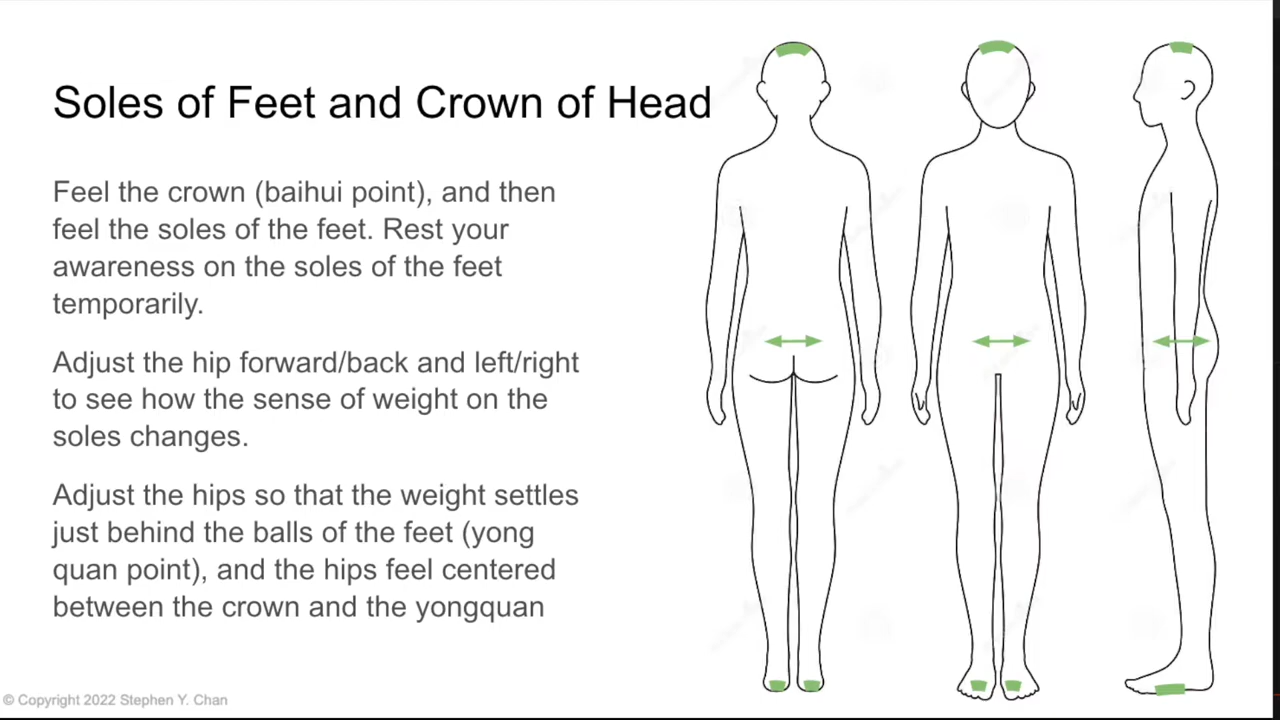 Soles of Feet and Crown of Head
Feel the crown (baihui point), and then
feel the soles of the feet. Rest your
awareness on the soles of the feet
temporarily.
Adjust the hip forward/back and left/right
to see how the sense of weight on the
soles changes.
Adjust the hips so that the weight settles
just behind the balls of the feet (yong
quan point), and the hips feel centered
between the crown and the yongquan
© Copyright 2022 Stephen Y. Chan